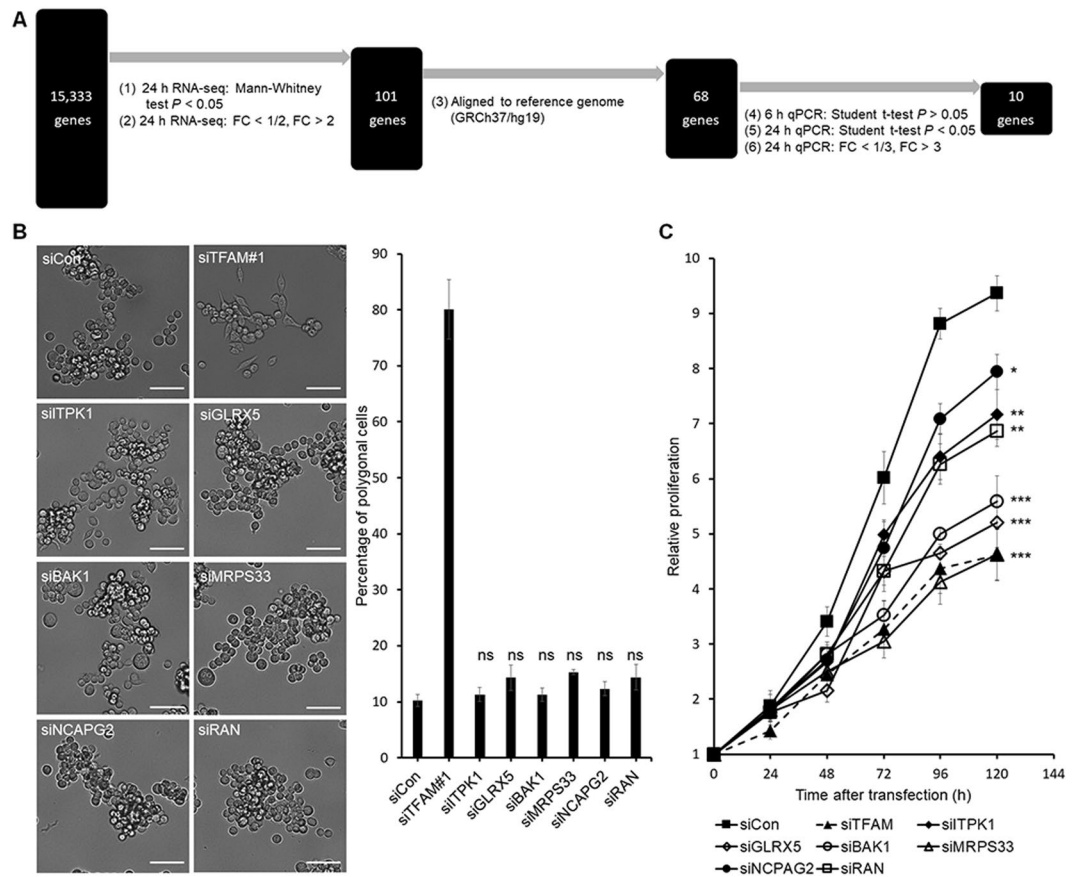 A
15,333
genes
(1) 24 h RNA-seq: Mann-Whitney
test P < 0.05
(2) 24 h RNA-seq: FC < 1/2, FC > 2
101
genes
(3) Aligned to reference genome
(GRCh37/hg19)
68
genes
(4) 6 h qPCR: Student t-test P > 0.05
(5) 24 h qPCR: Student t-test P < 0.05
(6) 24 h qPCR: FC < 1/3, FC > 3
10
genes
B
siCon
siTFAM#1
siITPK1
siGLRX5
siBAK1
siMRPS33
siNCAPG2
siRAN
Percentage of polygonal cells
90
80
70
60
50
40
30
20
10
0
ns ns ns ns ns ns
siCon
siTFAM#1
siITPK1
siGLRX5
siBAK1
siMRPS33
siNCAPG2
siRAN
C
Relative proliferation
10
9
8
7
6
5
4
3
2
1
*
**
**
***
***
***
0 24 48 72 96 120 144
Time after transfection (h)
siCon siTFAM siITPK1
siGLRX5 siBAK1 siMRPS33
siNCPAG2 siRAN